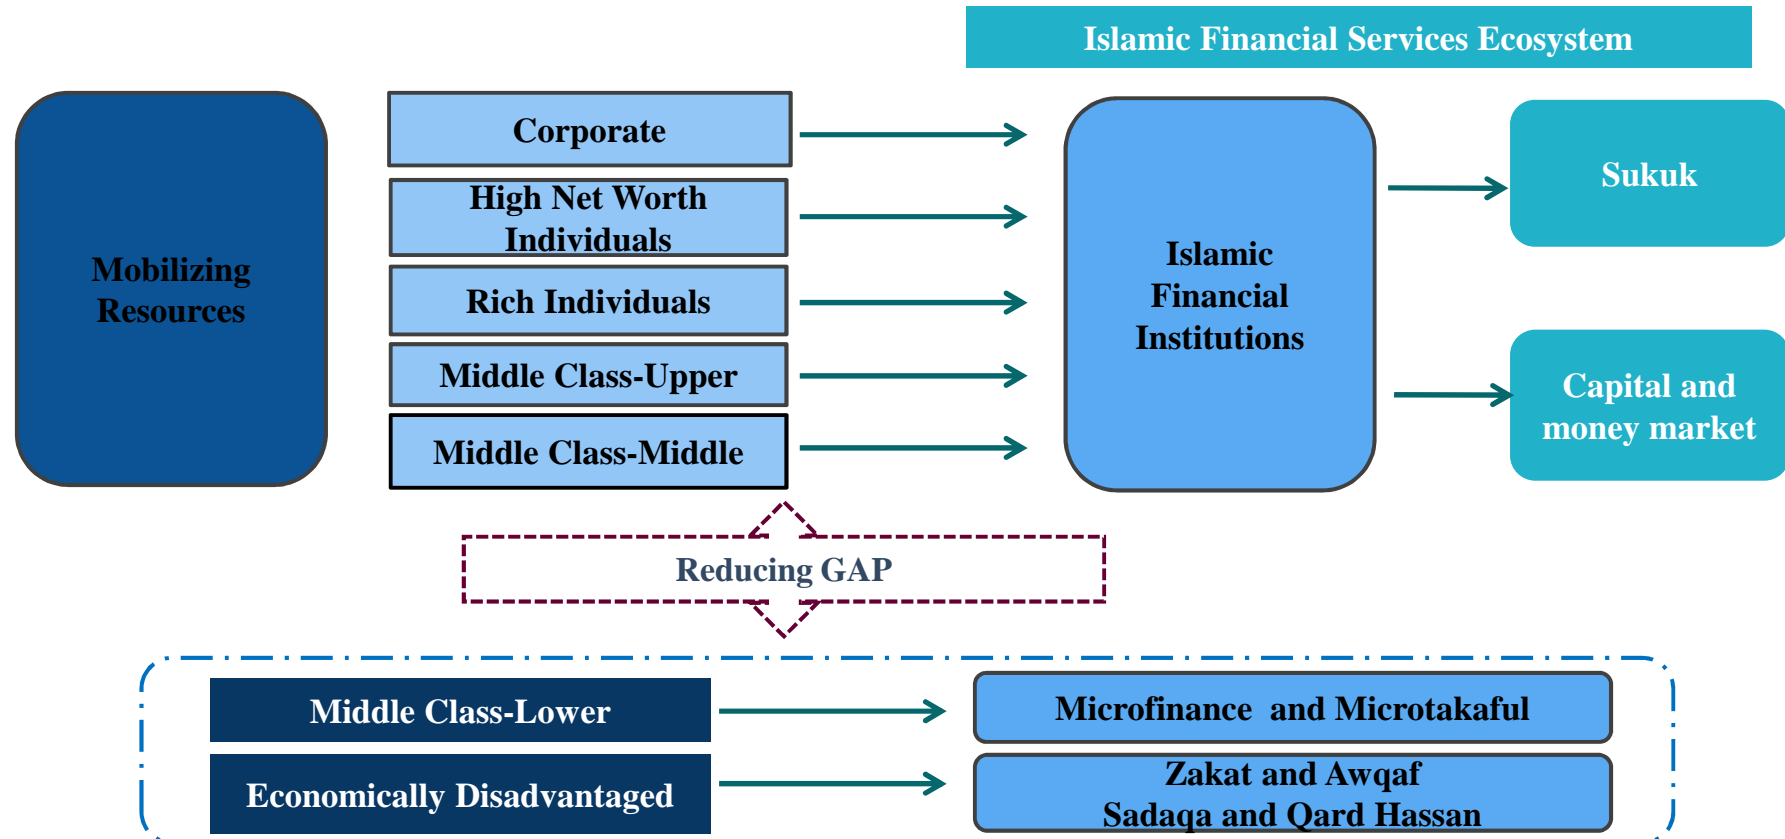 Islamic Financial Services Ecosystem
Mobilizing
Resources
Corporate
High Net Worth
Individuals
Rich Individuals
Middle Class-Upper
Middle Class-Middle
Islamic
Financial
Institutions
Sukuk
Capital and
money market
Reducing GAP
Middle Class-Lower
Microfinance and Microtakaful
Economically Disadvantaged
Zakat and Awqaf
Sadaqa and Qard Hassan